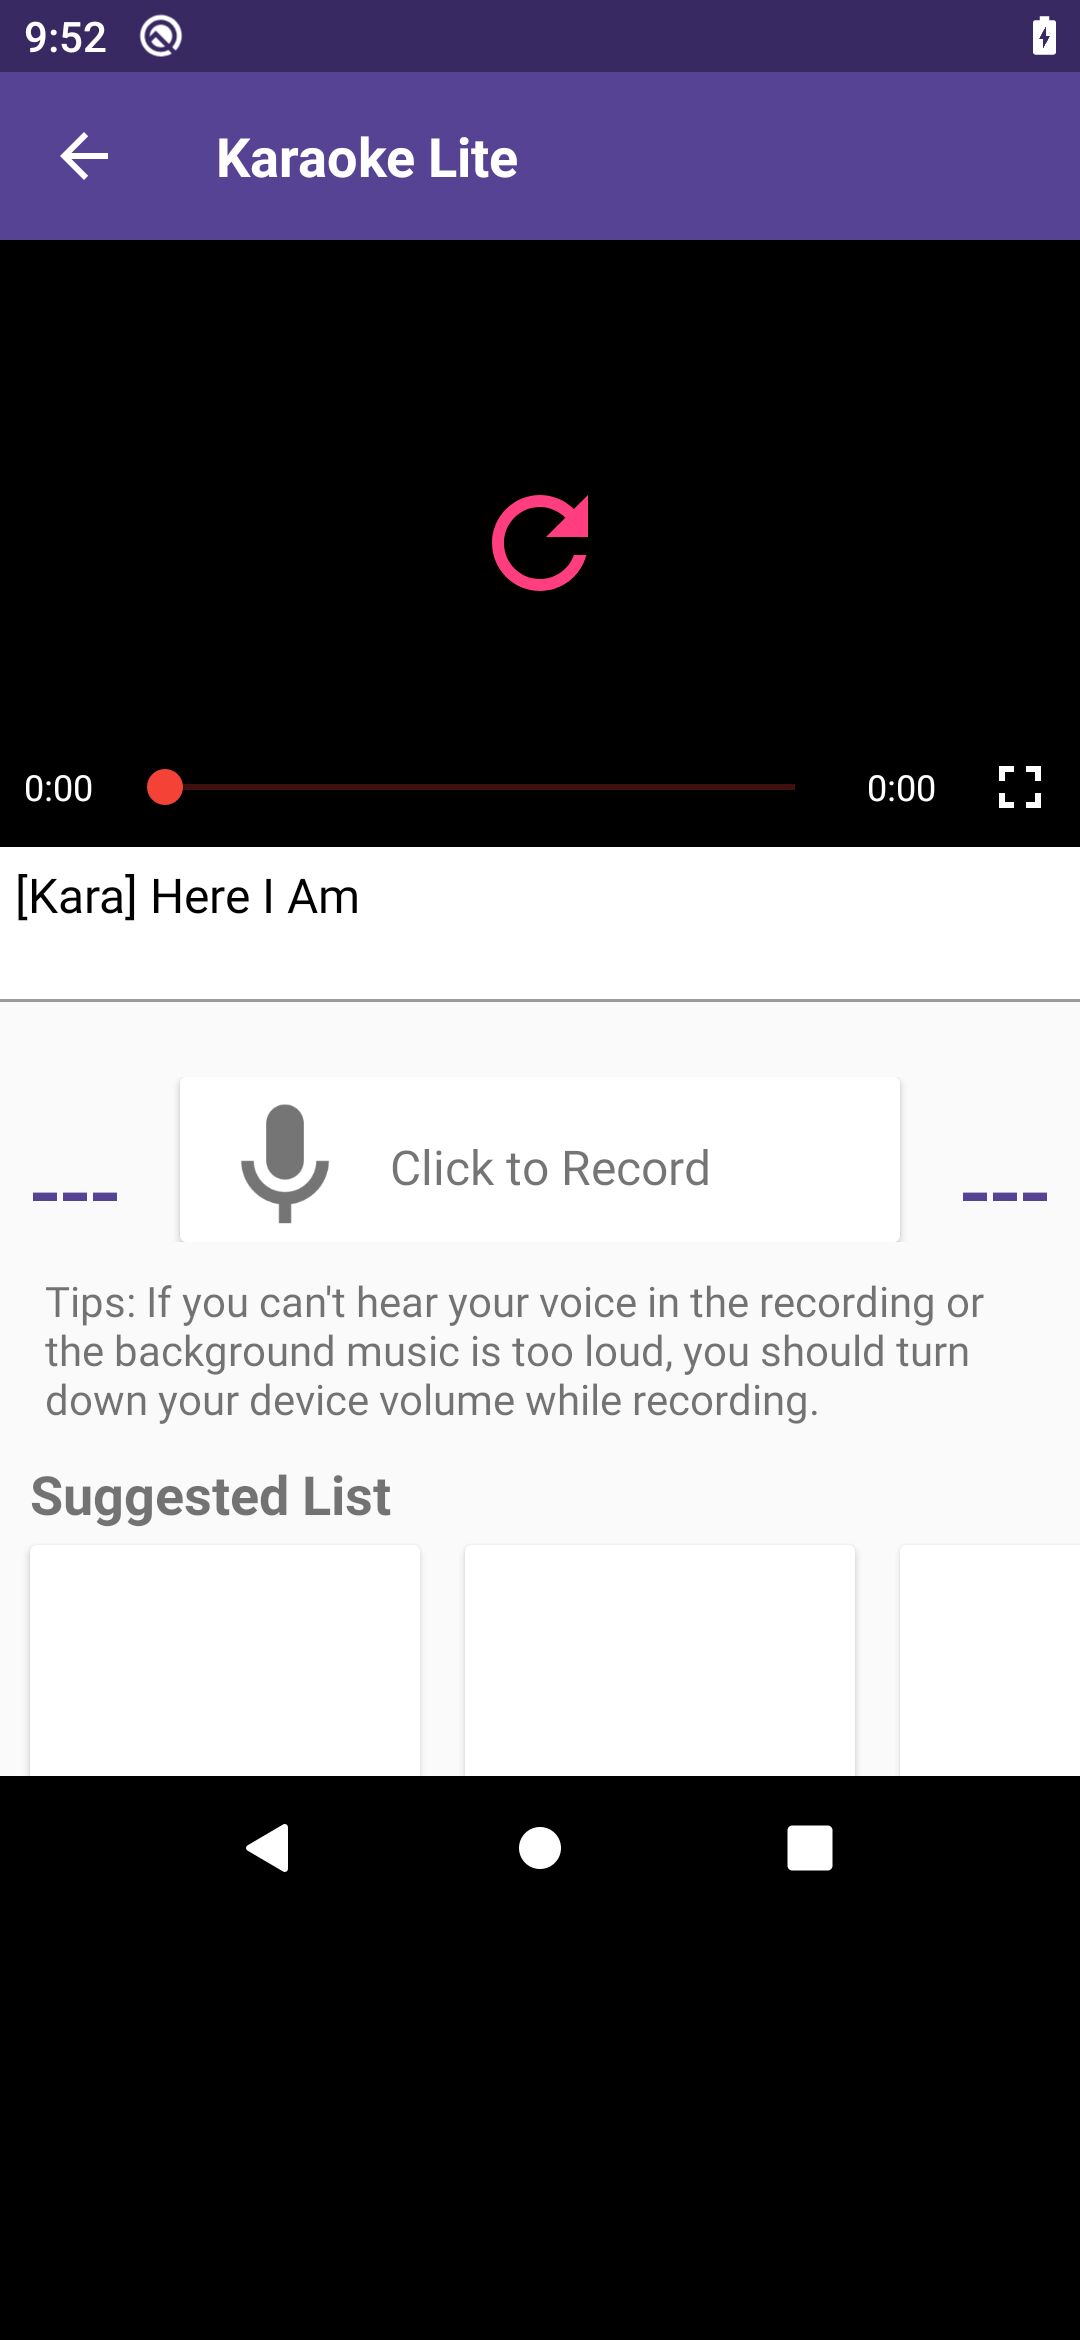 9:52
Karaoke Lite
0:00
0:00
[Kara] Here I Am
---
Click to Record
---
Tips: If you can't hear your voice in the recording or
the background music is too loud, you should turn
down your device volume while recording.
Suggested List